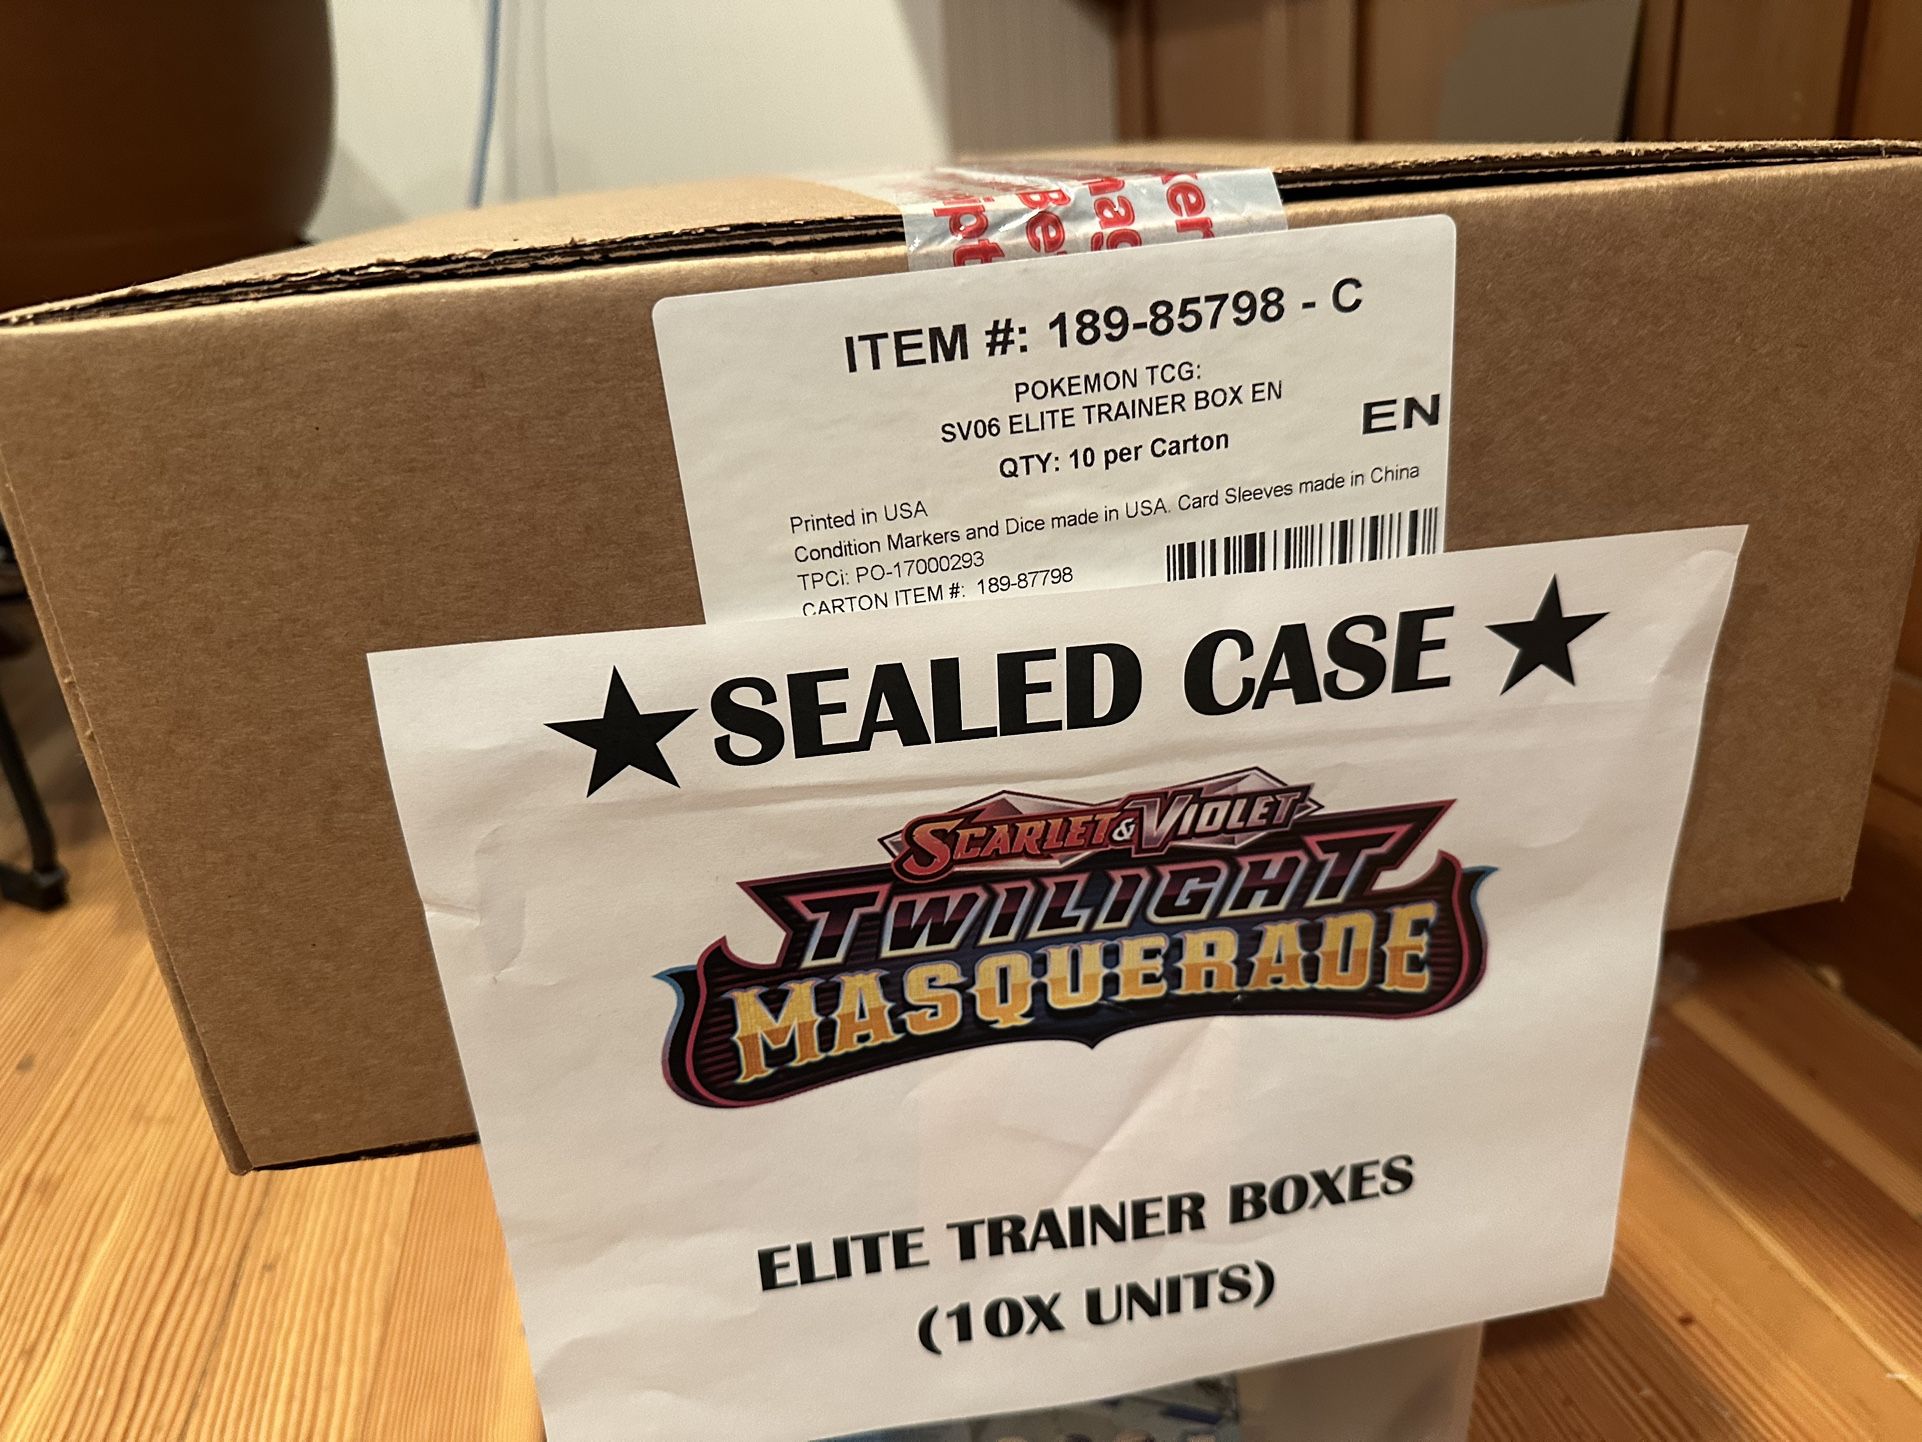 ITEM #: 189-85798 - C
POKEMON TCG:
SV06 ELITE TRAINER BOX EN
EN
QTY: 10 per Carton
Printed in USA
Condition Markers and Dice made in USA. Card Sleeves made in China
TPCi: PO-17000293
CARTON ITEM #: 189-87798
★ SEALED CASE ★
SCARLET & VIOLET
TWILIGHT
MASQUERADE
ELITE TRAINER BOXES
(10X UNITS)